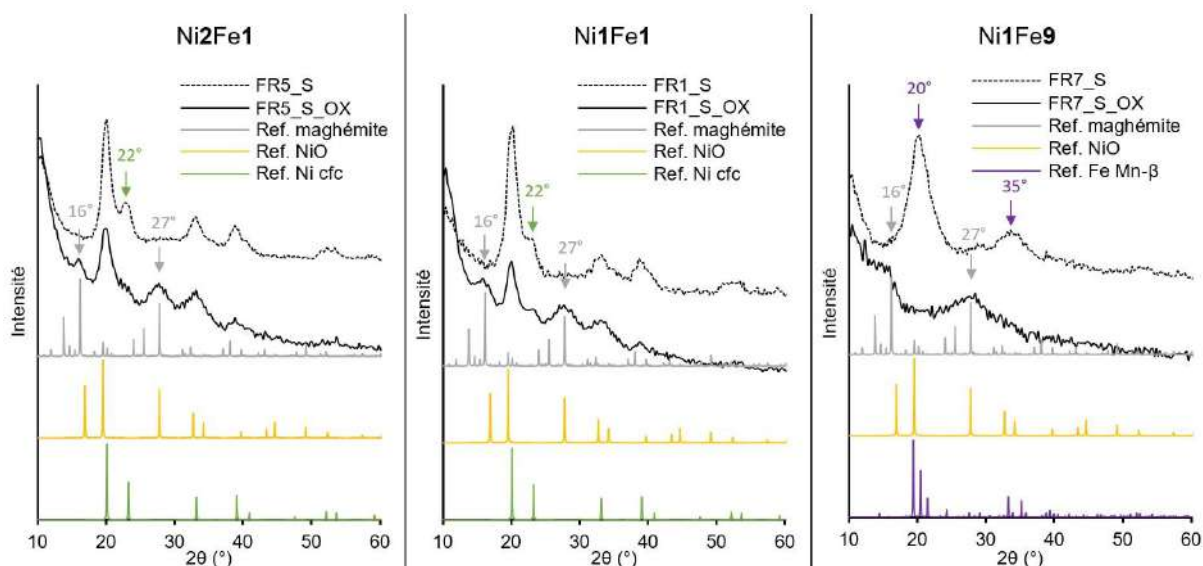 Ni2Fe1
FR5_S
FR5_S_OX
Ref. maghémite
Ref. NiO
Ref. Ni cfc
22°
16°
27°
Intensité
10 20 30 40 50 60
2θ (°)
Ni1Fe1
FR1_S
FR1_S_OX
Ref. maghémite
Ref. NiO
Ref. Ni cfc
22°
16°
27°
Intensité
10 20 30 40 50 60
2θ (°)
Ni1Fe9
FR7_S
FR7_S_OX
Ref. maghémite
Ref. NiO
Ref. Fe Mn-β
20°
35°
16°
27°
Intensité
10 20 30 40 50 60
2θ (°)